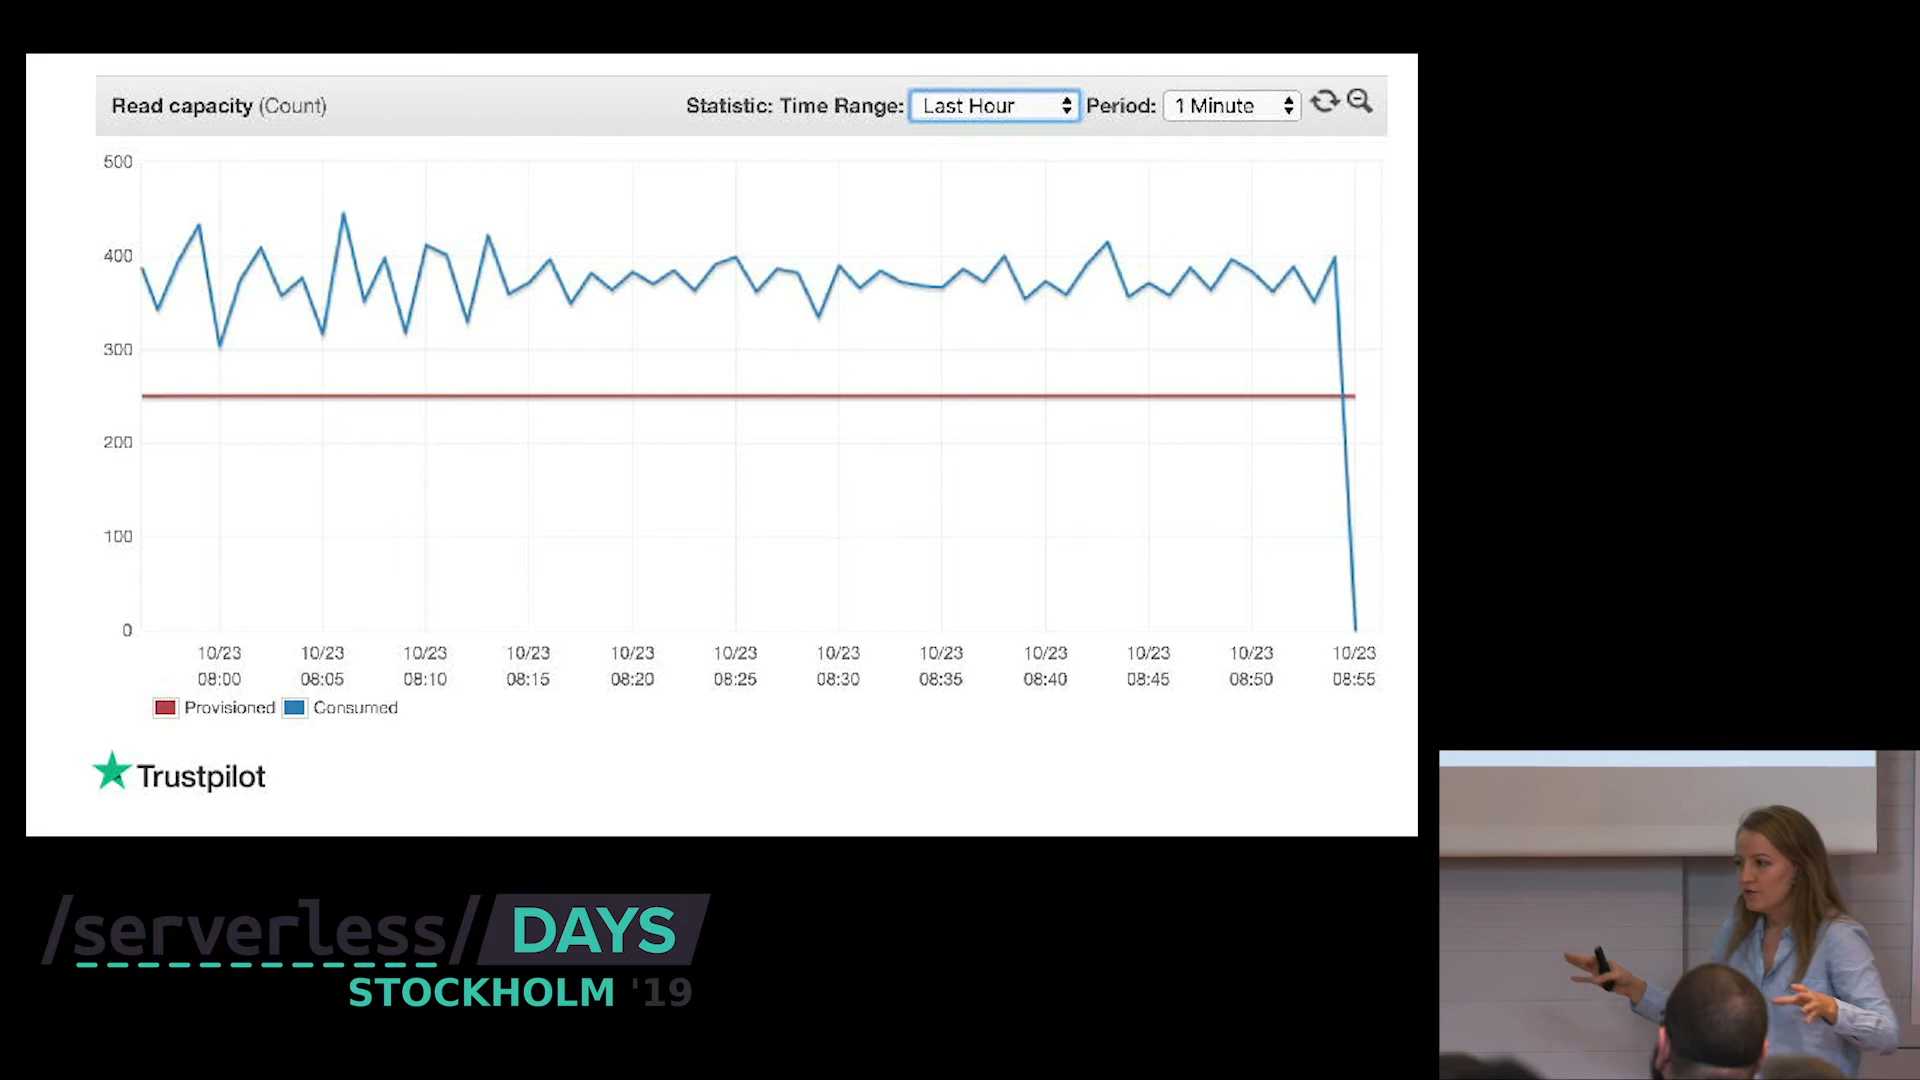 Read capacity (Count)
Statistic: Time Range: Last Hour Period: 1 Minute
500
400
300
200
100
0
10/23 10/23 10/23 10/23 10/23 10/23 10/23 10/23 10/23 10/23 10/23 10/23
08:00 08:05 08:10 08:15 08:20 08:25 08:30 08:35 08:40 08:45 08:50 08:55
Provisioned Consumed
Trustpilot
/serverless/DAYS
STOCKHOLM '19